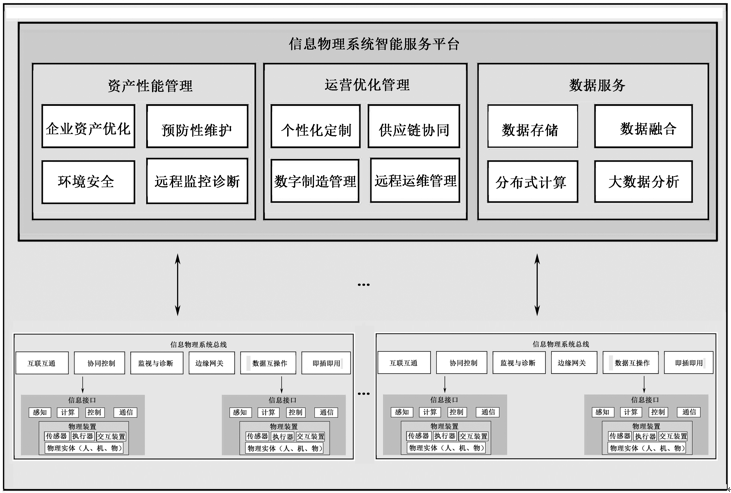 信息物理系统智能服务平台
资产性能管理 运营优化管理 数据服务
企业资产优化 预防性维护 个性化定制 供应链协同 数据存储 数据融合
环境安全 远程监控诊断 数字制造管理 远程运维管理 分布式计算 大数据分析
...
信息物理系统总线 信息物理系统总线
互联互通 协同控制 监视与诊断 边缘网关 数据互操作 即插即用 互联互通 协同控制 监视与诊断 边缘网关 数据互操作 即插即用
...
信息接口 信息接口 信息接口 信息接口
感知 计算 控制 通信 感知 计算 控制 通信 感知 计算 控制 通信 感知 计算 控制 通信
物理装置 物理装置 物理装置 物理装置
传感器 执行器 交互装置 传感器 执行器 交互装置 传感器 执行器 交互装置 传感器 执行器 交互装置
物理实体（人、机、物） 物理实体（人、机、物） 物理实体（人、机、物） 物理实体（人、机、物）